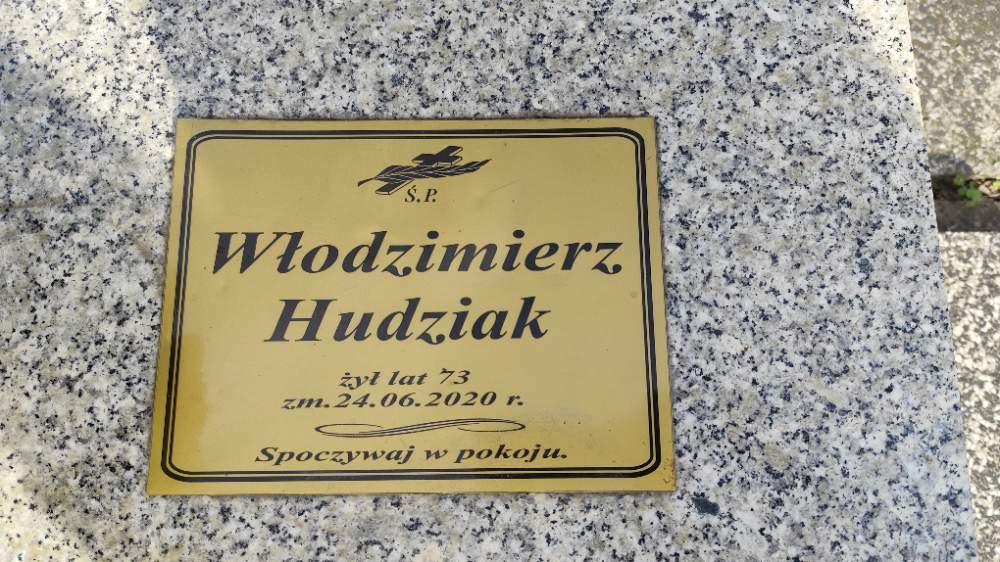 Ś.P.
Włodzimierz
Hudziak
żył lat 73
zm.24.06.2020 r.
Spoczywaj w pokoju.